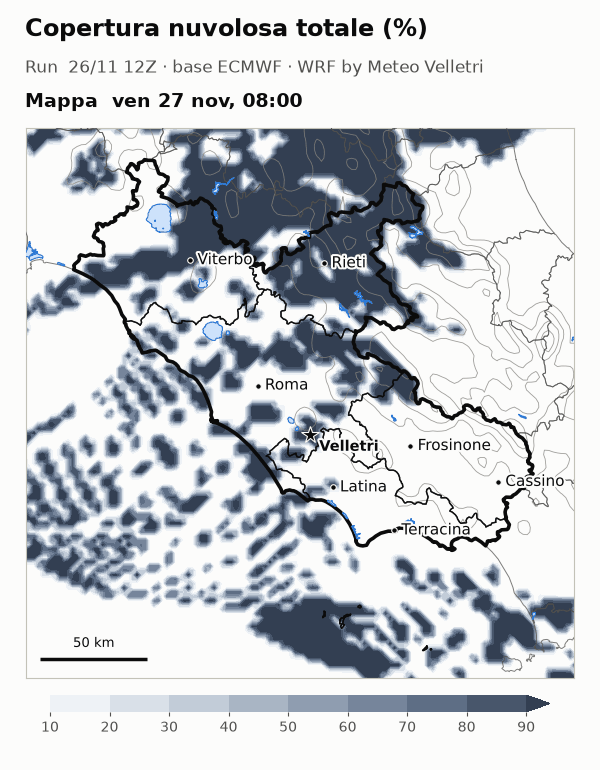 Copertura nuvolosa totale (%)
Run  26/11 12Z · base ECMWF · WRF by Meteo Velletri
Mappa  ven 27 nov, 08:00
Viterbo
Rieti
Roma
Velletri
Frosinone
Cassino
Latina
Terracina
50 km
10 20 30 40 50 60 70 80 90